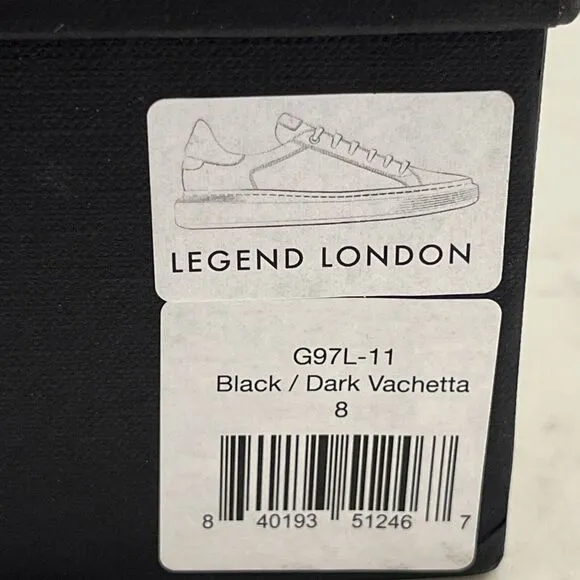 LEGEND LONDON
G97L-11
Black / Dark Vachetta
8
8 40193 51246 7